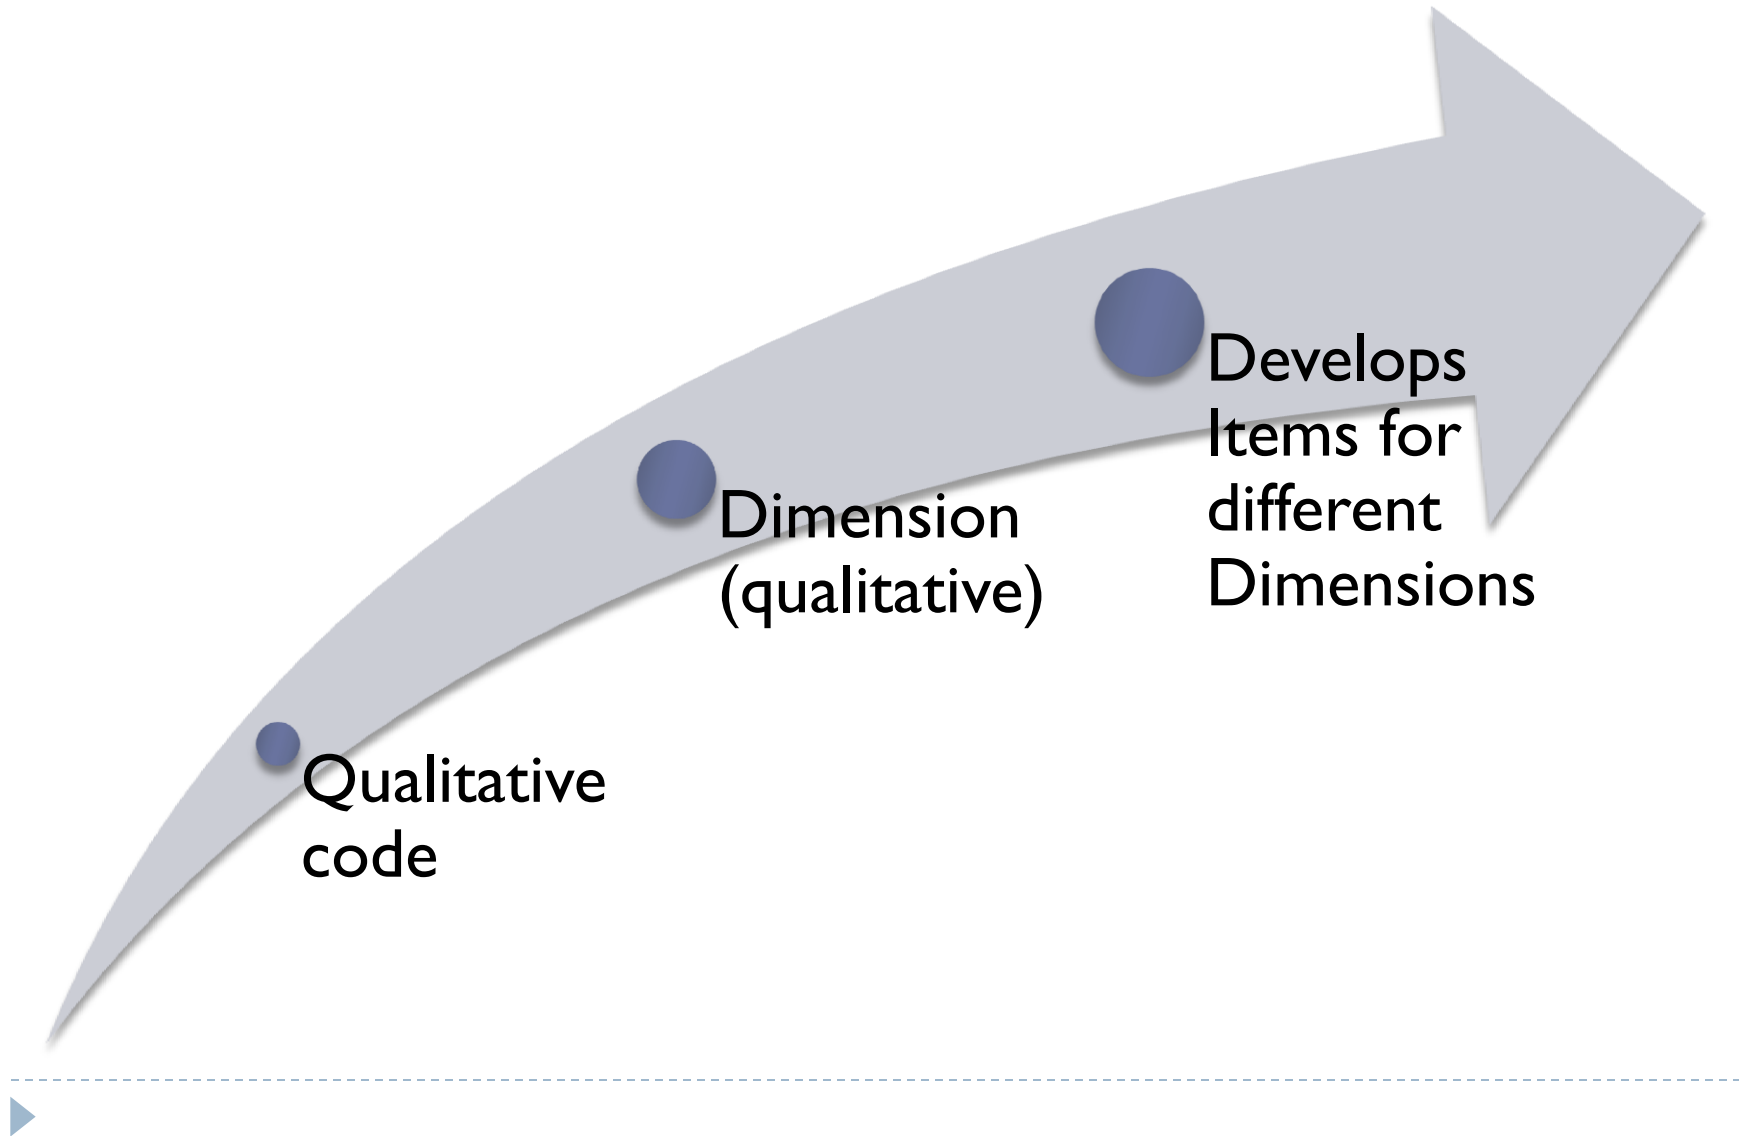 Develops
Items for
different
Dimensions
Dimension
(qualitative)
Qualitative
code